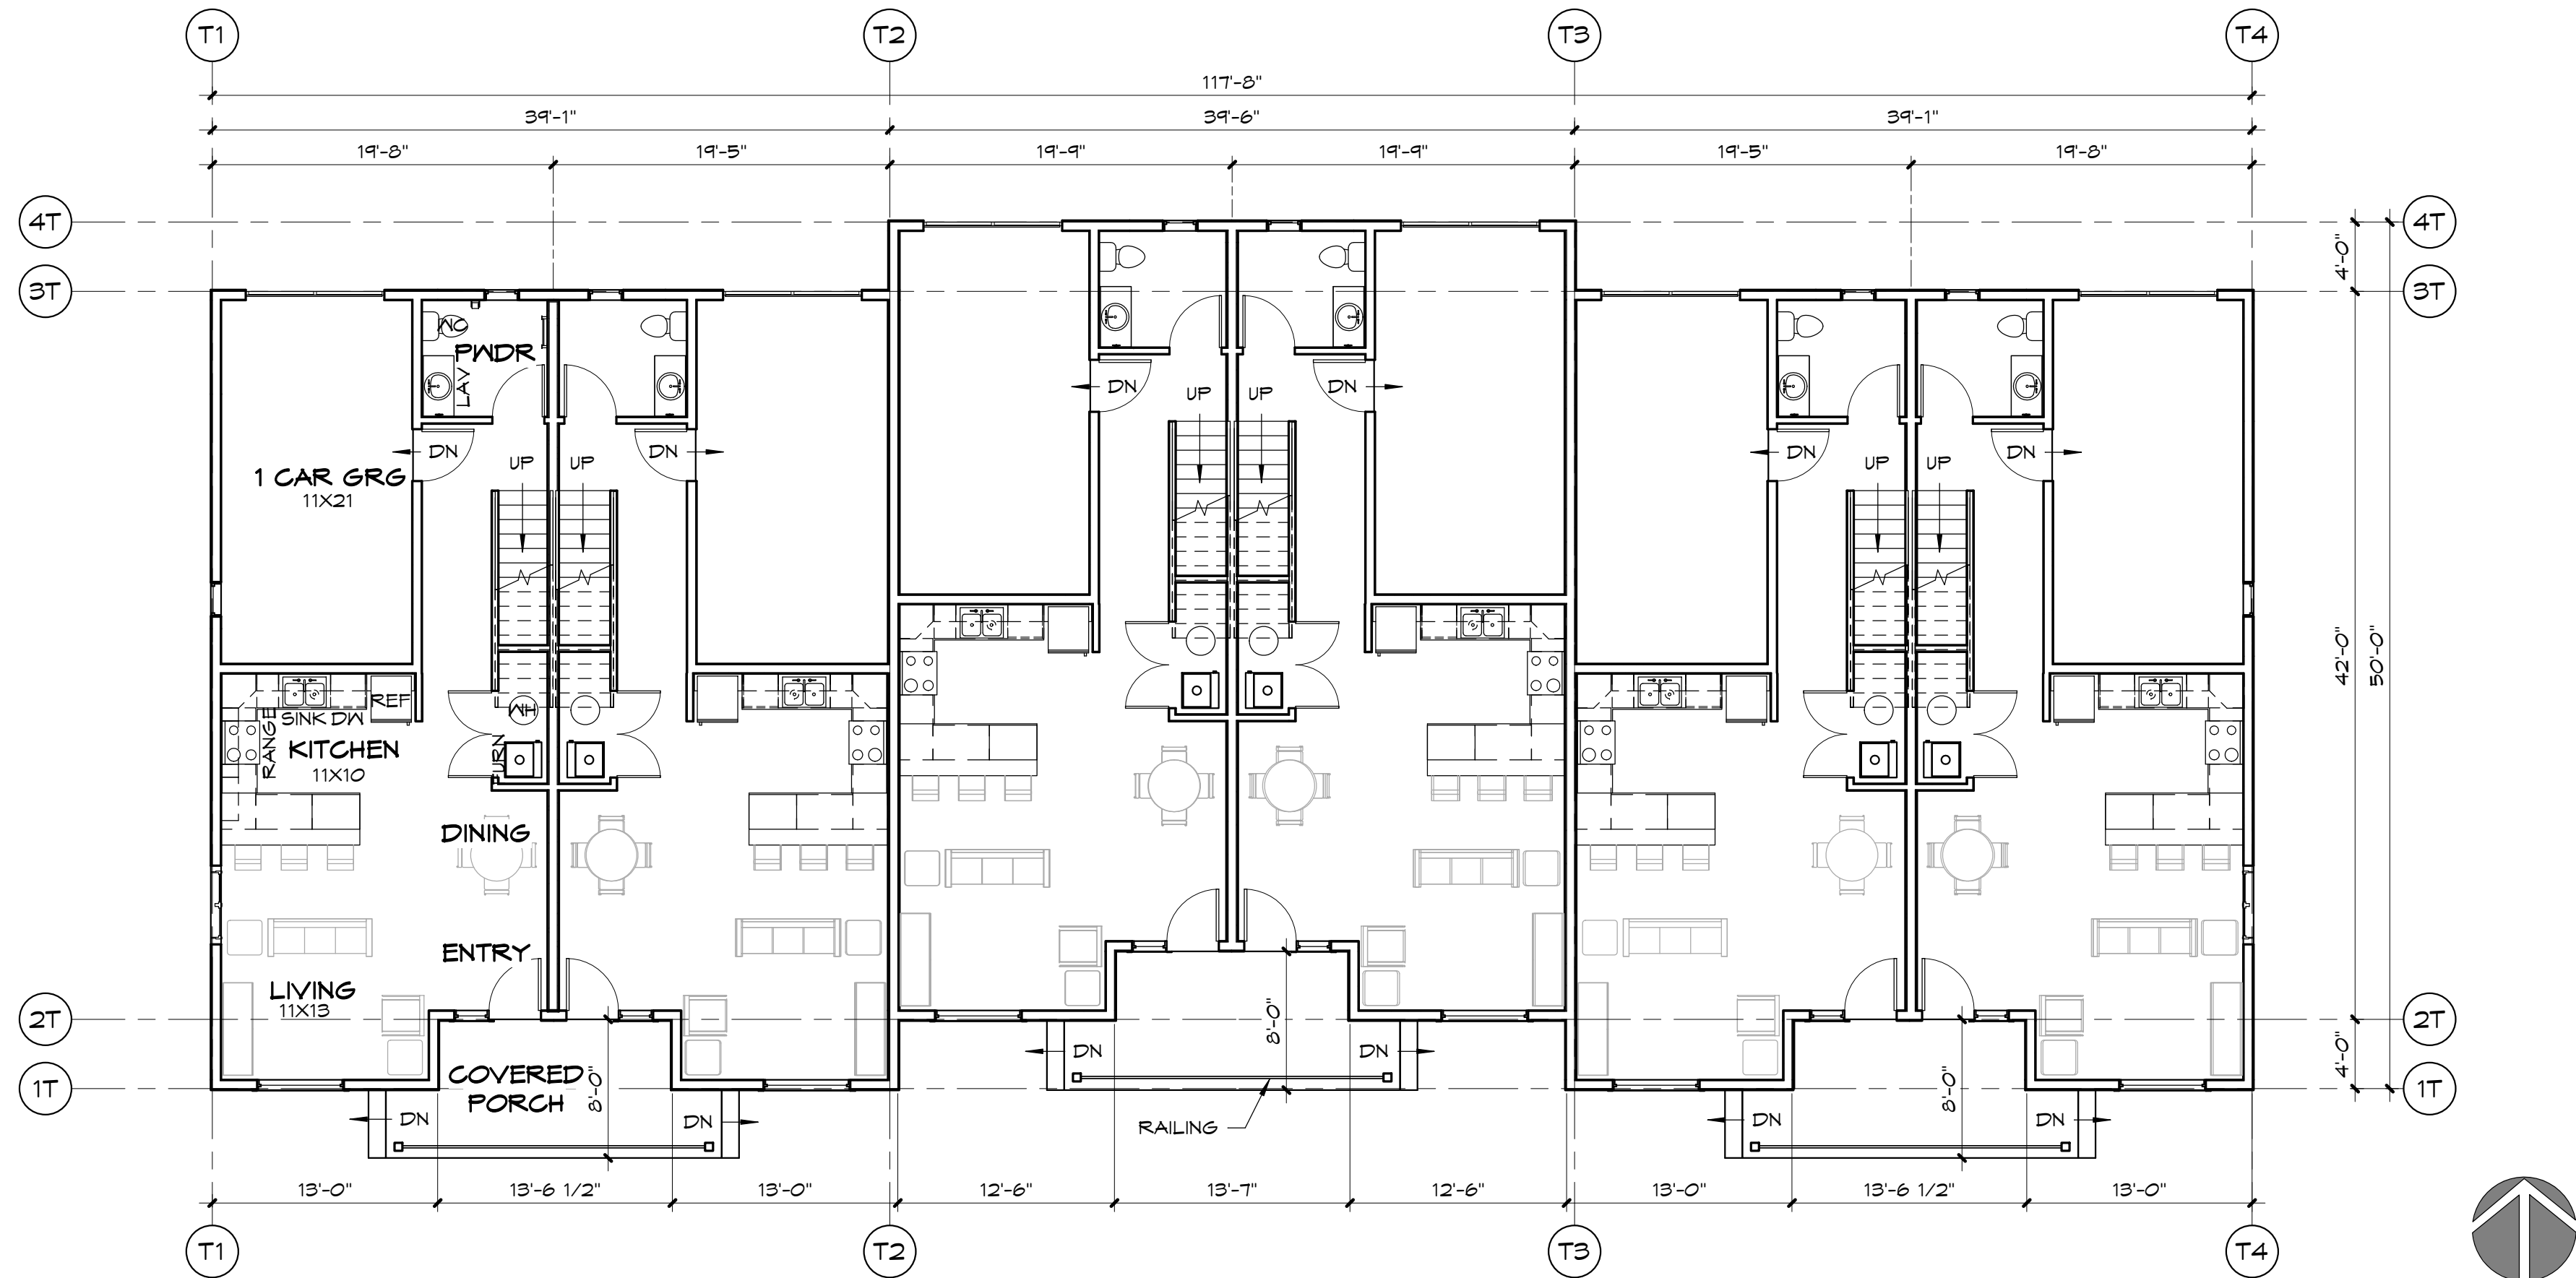 T1 T2 T3 T4
117'-8"
39'-1" 39'-6" 39'-1"
19'-8" 19'-5" 19'-9" 19'-9" 19'-5" 19'-8"
4T 4T
4'-0"
3T 3T
WC
PWDR
LAV
DN DN
UP UP
DN DN DN DN
UP UP UP UP
1 CAR GRG
11X21
42'-0"
50'-0"
REF
SINK DW
RANGE
KITCHEN
11X10
DINING
ENTRY
LIVING
11X13
8'-0"
2T 2T
DN DN
4'-0"
COVERED
PORCH
8'-0"
8'-0"
1T 1T
DN DN DN DN
RAILING
13'-0" 13'-6 1/2" 13'-0" 12'-6" 13'-7" 12'-6" 13'-0" 13'-6 1/2" 13'-0"
T1 T2 T3 T4